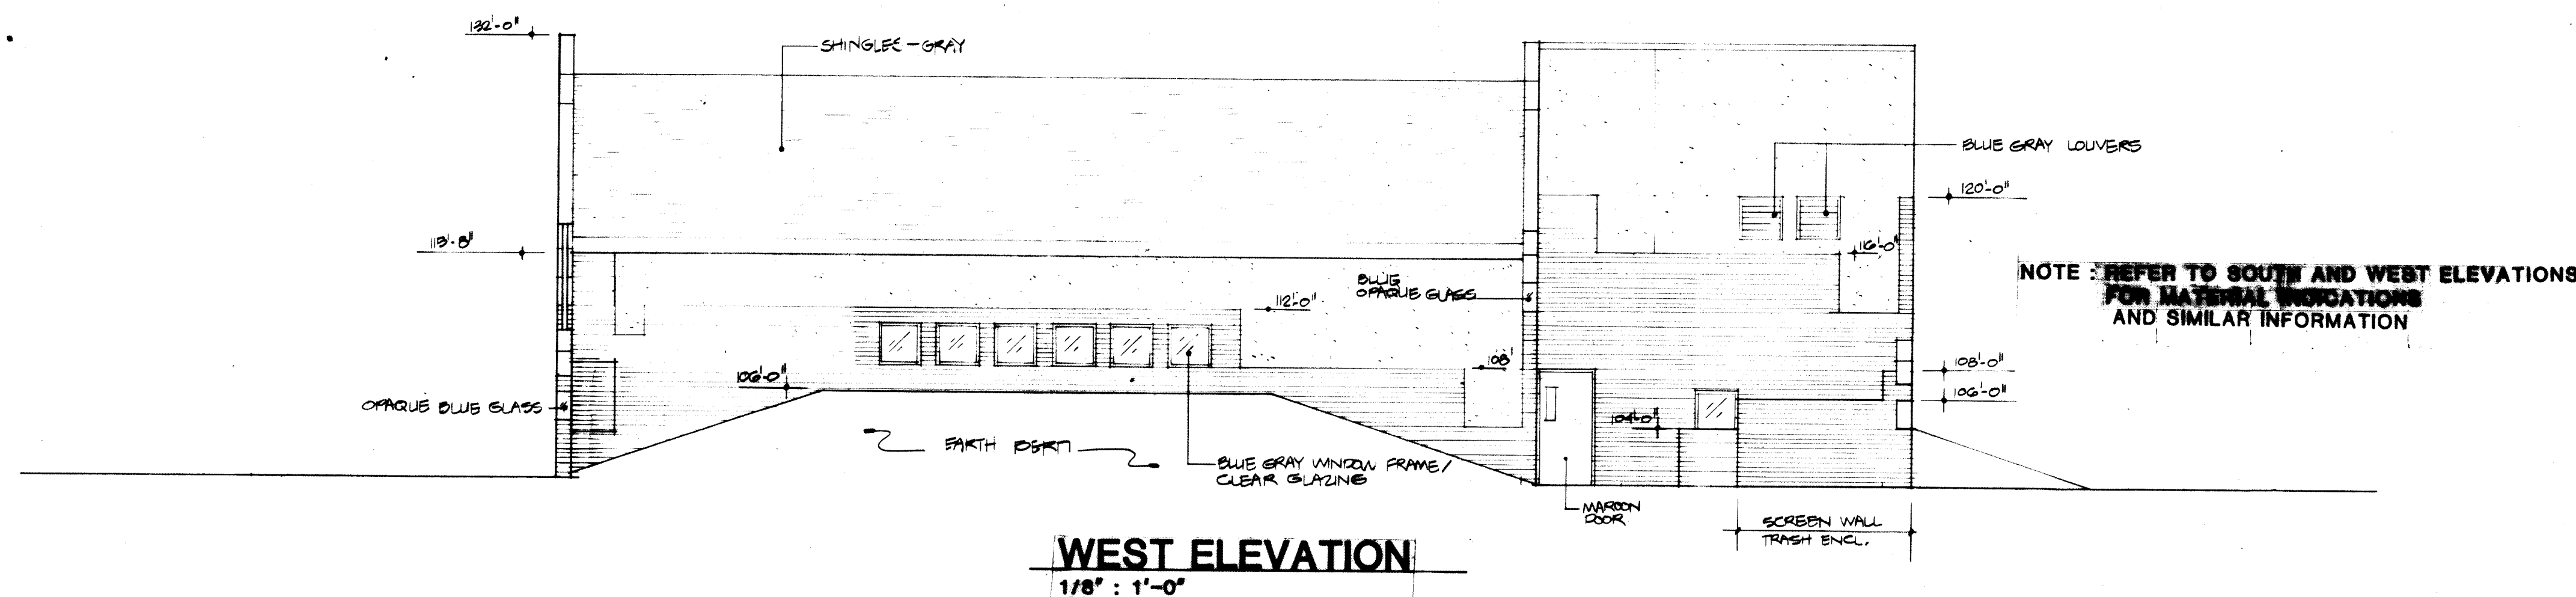 132'-0"
SHINGLES - GRAY
BLUE GRAY LOUVERS
120'-0"
115'-8"
116'-0"
NOTE : REFER TO SOUTH AND WEST ELEVATIONS
FOR MATERIAL INDICATIONS
AND SIMILAR INFORMATION
BLUE
OPAQUE GLASS
112'-0"
108'
108'-0"
106'-0"
106'-0"
OPAQUE BLUE GLASS
104'-0"
EARTH BERM
BLUE GRAY WINDOW FRAME/
CLEAR GLAZING
MAROON
DOOR
SCREEN WALL
TRASH ENCL.
WEST ELEVATION
1/8" : 1'-0"